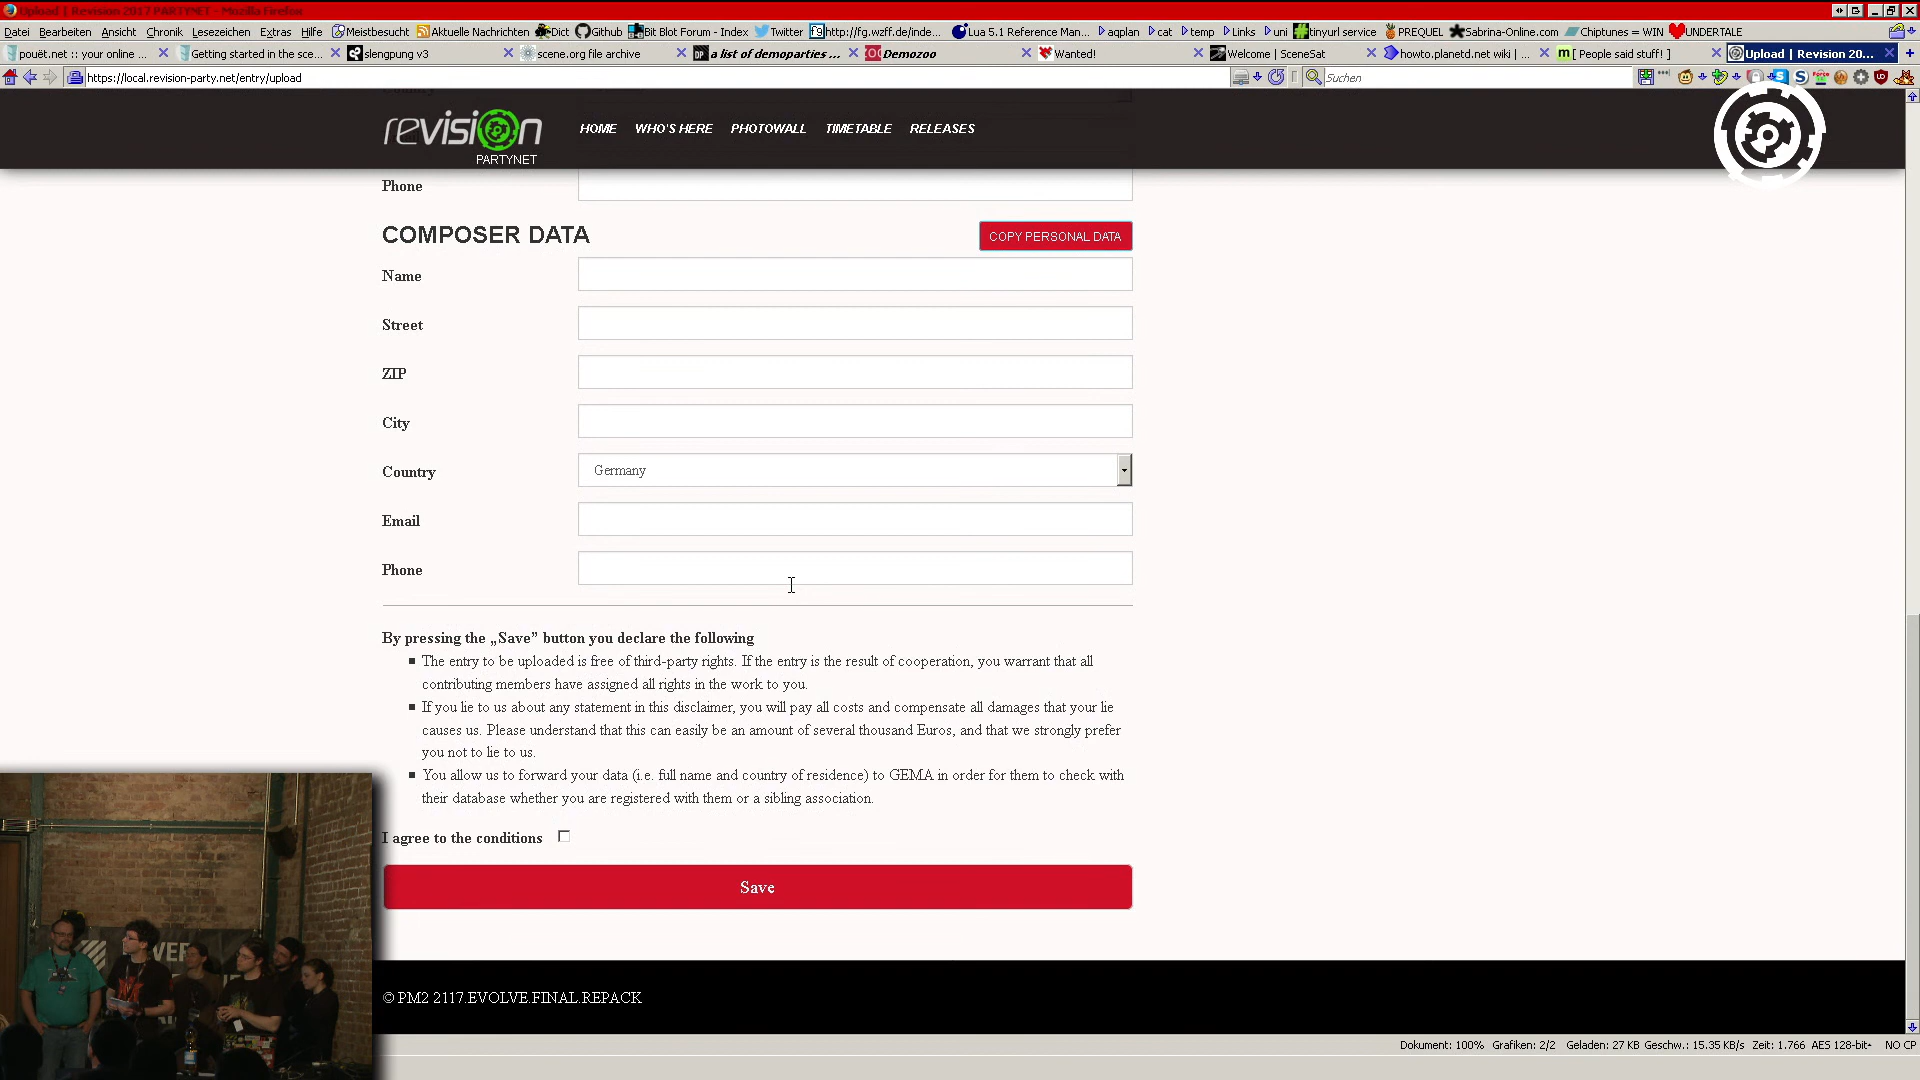 Upload | Revision 2017 PARTYNET - Mozilla Firefox
Datei Bearbeiten Ansicht Chronik Lesezeichen Extras Hilfe Meistbesucht Aktuelle Nachrichten Dict Github Bit Blot Forum - Index Twitter http://fg.wzff.de/inde... Lua 5.1 Reference Man... aqplan cat temp Links uni tinyurl service PREQUEL Sabrina-Online.com Chiptunes = WIN UNDERTALE
pouët.net :: your online ... Getting started in the sce... slengpung v3 scene.org file archive a list of demoparties ... Demozoo Wanted! Welcome | SceneSat howto.planetd.net wiki | ... [ People said stuff! ] Upload | Revision 20...
https://local.revision-party.net/entry/upload Suchen
revision
PARTYNET
HOME WHO'S HERE PHOTOWALL TIMETABLE RELEASES
Phone
COMPOSER DATA COPY PERSONAL DATA
Name
Street
ZIP
City
Country Germany
Email
Phone
By pressing the „Save” button you declare the following
The entry to be uploaded is free of third-party rights. If the entry is the result of cooperation, you warrant that all
contributing members have assigned all rights in the work to you.
If you lie to us about any statement in this disclaimer, you will pay all costs and compensate all damages that your lie
causes us. Please understand that this can easily be an amount of several thousand Euros, and that we strongly prefer
you not to lie to us.
You allow us to forward your data (i.e. full name and country of residence) to GEMA in order for them to check with
their database whether you are registered with them or a sibling association.
I agree to the conditions
Save
© PM2 2117.EVOLVE.FINAL.REPACK
Dokument: 100% Grafiken: 2/2 Geladen: 27 KB Geschw.: 15.35 KB/s Zeit: 1.766 AES 128-bit NO CP